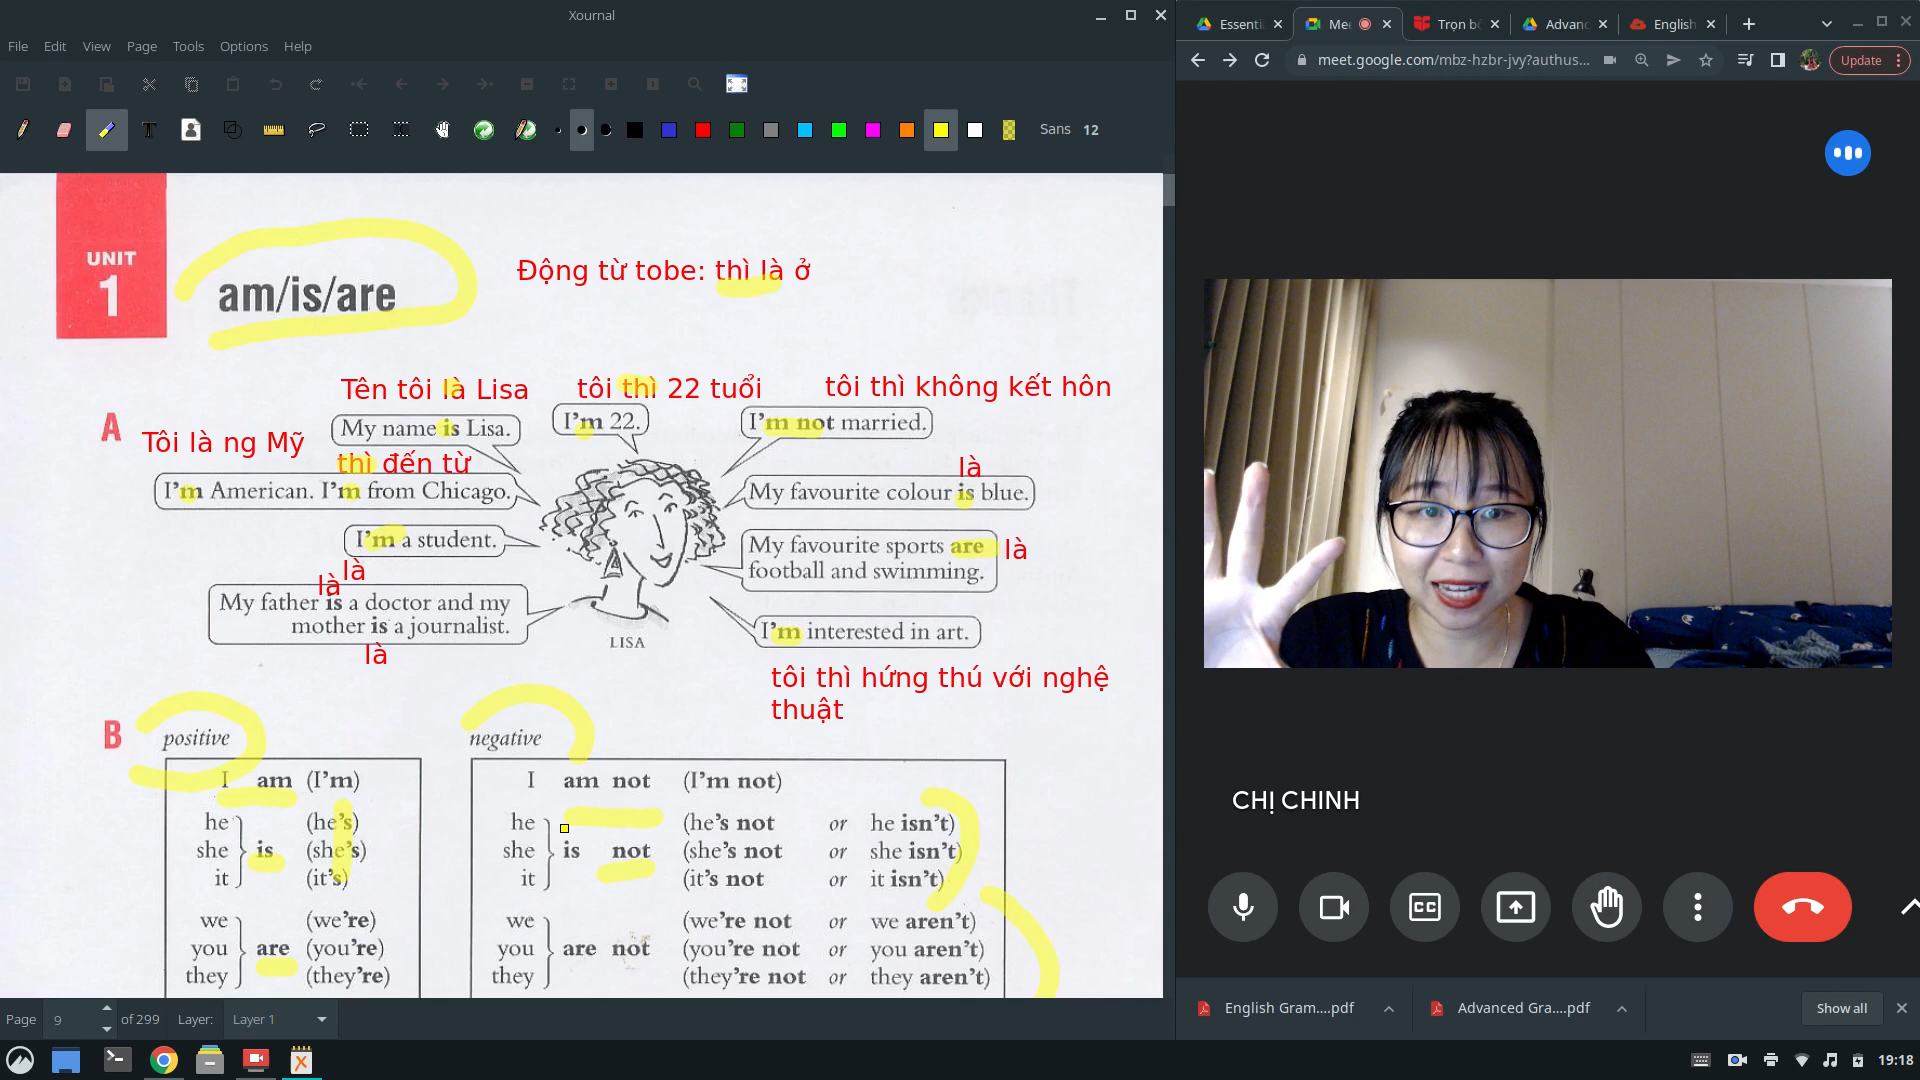 Xournal
File Edit View Page Tools Options Help
Sans 12
UNIT
1
am/is/are
Động từ tobe: thì là ở
Tên tôi là Lisa
tôi thì 22 tuổi
tôi thì không kết hôn
A
Tôi là ng Mỹ
My name is Lisa.
I'm 22.
I'm not married.
thì đến từ
là
I'm American. I'm from Chicago.
My favourite colour is blue.
I'm a student.
My favourite sports are
football and swimming.
là
là
là
My father is a doctor and my
mother is a journalist.
là
LISA
I'm interested in art.
tôi thì hứng thú với nghệ
thuật
B
positive
negative
I am (I'm)
I am not (I'm not)
he (he's)
he (he's not or he isn't)
she is (she's)
she is not (she's not or she isn't)
it (it's)
it (it's not or it isn't)
we (we're)
we (we're not or we aren't)
you are (you're)
you are not (you're not or you aren't)
they (they're)
they (they're not or they aren't)
Page 9 of 299 Layer: Layer 1
Essenti
Mee
Trọn bộ
Advanc
English
meet.google.com/mbz-hzbr-jvy?authus...
Update
CHỊ CHINH
CC
English Gram....pdf
Advanced Gra....pdf
Show all
19:18